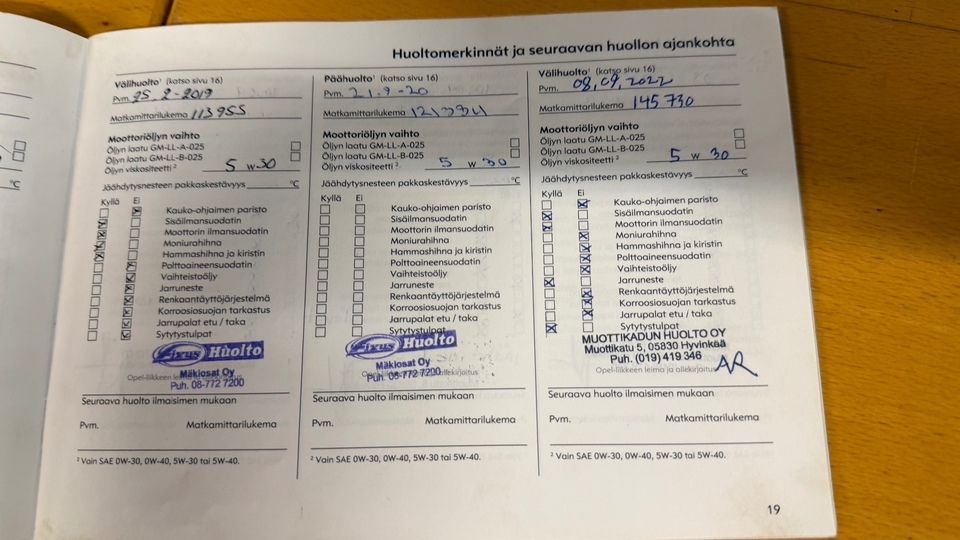 Huoltomerkinnät ja seuraavan huollon ajankohta
Välihuolto¹ (katso sivu 16)
Pvm. 25.2-2019
Matkamittarilukema 113955
Moottoriöljyn vaihto
Öljyn laatu GM-LL-A-025
Öljyn laatu GM-LL-B-025
Öljyn viskositeetti ² 5 w-30
Jäähdytysnesteen pakkaskestävyys °C
Kyllä Ei
Kauko-ohjaimen paristo
Sisäilmansuodatin
Moottorin ilmansuodatin
Moniurahihna
Hammashihna ja kiristin
Polttoaineensuodatin
Vaihteistoöljy
Jarruneste
Renkaantäyttöjärjestelmä
Korroosiosuojan tarkastus
Jarrupalat etu / taka
Sytytystulpat
Fixus Huolto
Mäkiosat Oy
Puh. 08-772 7200
Seuraava huolto ilmaisimen mukaan
Pvm. Matkamittarilukema
² Vain SAE 0W-30, 0W-40, 5W-30 tai 5W-40.
Päähuolto¹ (katso sivu 16)
Pvm. 21.9-20
Matkamittarilukema
Moottoriöljyn vaihto
Öljyn laatu GM-LL-A-025
Öljyn laatu GM-LL-B-025
Öljyn viskositeetti ² 5 w 30
Jäähdytysnesteen pakkaskestävyys °C
Kyllä Ei
Kauko-ohjaimen paristo
Sisäilmansuodatin
Moottorin ilmansuodatin
Moniurahihna
Hammashihna ja kiristin
Polttoaineensuodatin
Vaihteistoöljy
Jarruneste
Renkaantäyttöjärjestelmä
Korroosiosuojan tarkastus
Jarrupalat etu / taka
Sytytystulpat
Fixus Huolto
Mäkiosat Oy
Puh. 08-772 7200
Seuraava huolto ilmaisimen mukaan
Pvm. Matkamittarilukema
² Vain SAE 0W-30, 0W-40, 5W-30 tai 5W-40.
Välihuolto¹ (katso sivu 16)
Pvm. 08,09,2022
Matkamittarilukema 145 730
Moottoriöljyn vaihto
Öljyn laatu GM-LL-A-025
Öljyn laatu GM-LL-B-025
Öljyn viskositeetti ² 5 w 30
Jäähdytysnesteen pakkaskestävyys °C
Kyllä Ei
Kauko-ohjaimen paristo
Sisäilmansuodatin
Moottorin ilmansuodatin
Moniurahihna
Hammashihna ja kiristin
Polttoaineensuodatin
Vaihteistoöljy
Jarruneste
Renkaantäyttöjärjestelmä
Korroosiosuojan tarkastus
Jarrupalat etu / taka
Sytytystulpat
MUOTTIKADUN HUOLTO OY
Muottikatu 5, 05830 Hyvinkää
Puh. (019) 419 346
Opel-liikkeen leima ja allekirjoitus AR
Seuraava huolto ilmaisimen mukaan
Pvm. Matkamittarilukema
² Vain SAE 0W-30, 0W-40, 5W-30 tai 5W-40.
19
°C